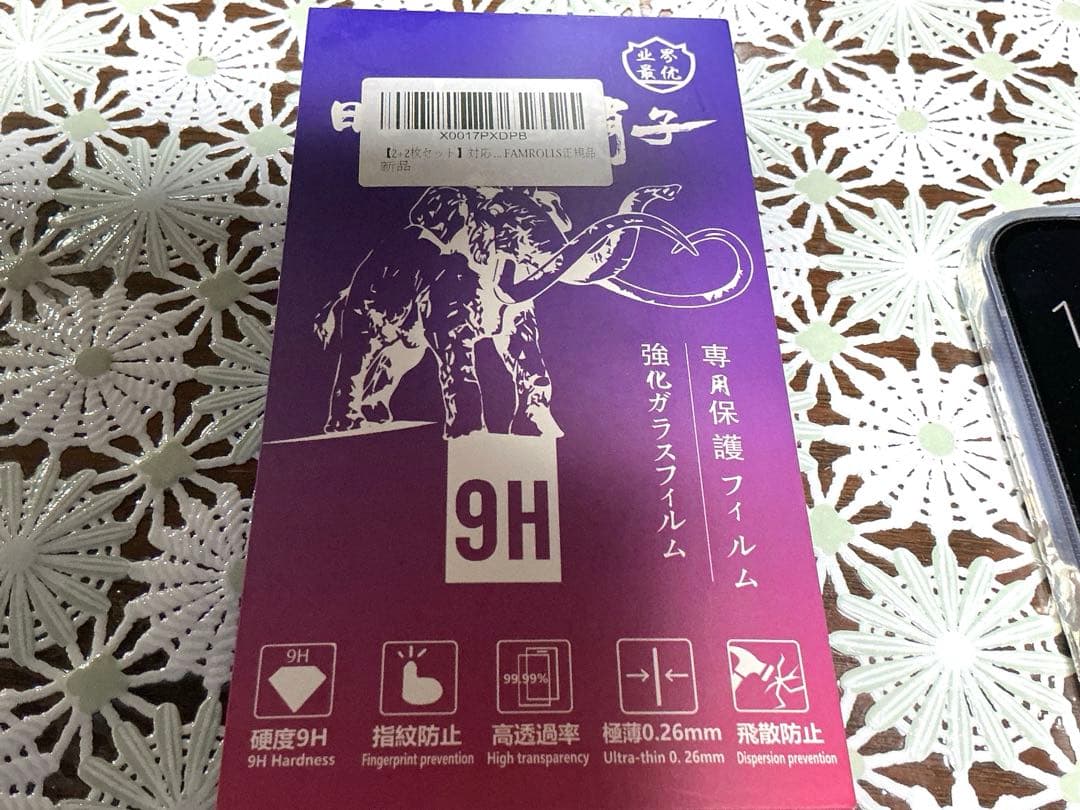 业界
最优
X0017PXDPB
【2+2枚セット】対応 ... FAMROLLS正規品
新品
専用保護フィルム
強化ガラスフィルム
9H
9H
99.99%
硬度9H
指紋防止
高透過率
極薄0.26mm
飛散防止
9H Hardness
Fingerprint prevention
High transparency
Ultra-thin 0. 26mm
Dispersion prevention